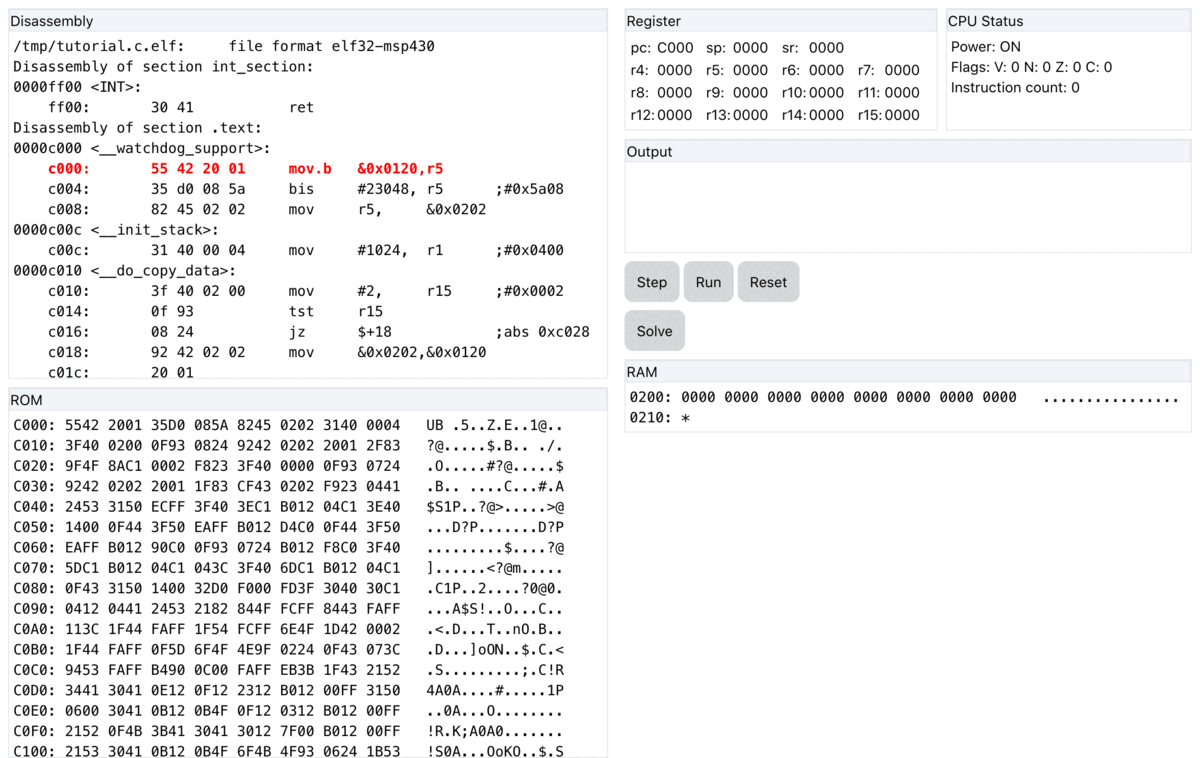 Disassembly
/tmp/tutorial.c.elf: file format elf32-msp430
Disassembly of section int_section:
0000ff00 <INT>:
ff00: 30 41 ret
Disassembly of section .text:
0000c000 <__watchdog_support>:
c000: 55 42 20 01 mov.b &0x0120,r5
c004: 35 d0 08 5a bis #23048, r5 ;#0x5a08
c008: 82 45 02 02 mov r5, &0x0202
0000c00c <__init_stack>:
c00c: 31 40 00 04 mov #1024, r1 ;#0x0400
0000c010 <__do_copy_data>:
c010: 3f 40 02 00 mov #2, r15 ;#0x0002
c014: 0f 93 tst r15
c016: 08 24 jz $+18 ;abs 0xc028
c018: 92 42 02 02 mov &0x0202,&0x0120
c01c: 20 01
ROM
C000: 5542 2001 35D0 085A 8245 0202 3140 0004 UB .5..Z.E..1@..
C010: 3F40 0200 0F93 0824 9242 0202 2001 2F83 ?@.....$.B.. ./.
C020: 9F4F 8AC1 0002 F823 3F40 0000 0F93 0724 .O.....#?@.....$
C030: 9242 0202 2001 1F83 CF43 0202 F923 0441 .B.. ....C...#.A
C040: 2453 3150 ECFF 3F40 3EC1 B012 04C1 3E40 $S1P..?@>.....>@
C050: 1400 0F44 3F50 EAFF B012 D4C0 0F44 3F50 ...D?P.......D?P
C060: EAFF B012 90C0 0F93 0724 B012 F8C0 3F40 .........$....?@
C070: 5DC1 B012 04C1 043C 3F40 6DC1 B012 04C1 ]......<?@m.....
C080: 0F43 3150 1400 32D0 F000 FD3F 3040 30C1 .C1P..2....?0@0.
C090: 0412 0441 2453 2182 844F FCFF 8443 FAFF ...A$S!..O...C..
C0A0: 113C 1F44 FAFF 1F54 FCFF 6E4F 1D42 0002 .<.D...T..nO.B..
C0B0: 1F44 FAFF 0F5D 6F4F 4E9F 0224 0F43 073C .D...]oON..$.C.<
C0C0: 9453 FAFF B490 0C00 FAFF EB3B 1F43 2152 .S.........;.C!R
C0D0: 3441 3041 0E12 0F12 2312 B012 00FF 3150 4A0A....#.....1P
C0E0: 0600 3041 0B12 0B4F 0F12 0312 B012 00FF ..0A...O........
C0F0: 2152 0F4B 3B41 3041 3012 7F00 B012 00FF !R.K;A0A0.......
C100: 2153 3041 0B12 0B4F 6F4B 4F93 0624 1B53 !S0A...OoKO..$.S
Register
pc: C000 sp: 0000 sr: 0000
r4: 0000 r5: 0000 r6: 0000 r7: 0000
r8: 0000 r9: 0000 r10: 0000 r11: 0000
r12: 0000 r13: 0000 r14: 0000 r15: 0000
CPU Status
Power: ON
Flags: V: 0 N: 0 Z: 0 C: 0
Instruction count: 0
Output
Step Run Reset
Solve
RAM
0200: 0000 0000 0000 0000 0000 0000 0000 0000 ................
0210: *